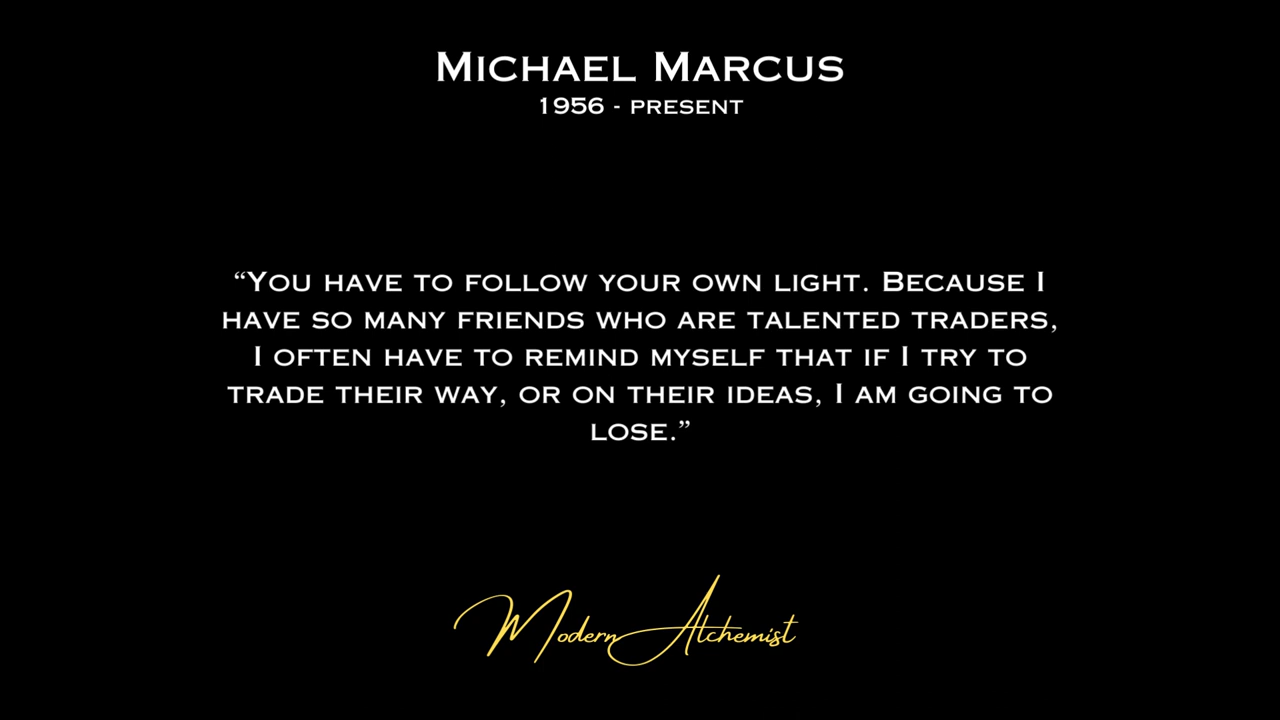 Michael Marcus
1956 - present
“You have to follow your own light. Because I
have so many friends who are talented traders,
I often have to remind myself that if I try to
trade their way, or on their ideas, I am going to
lose.”
Modern Alchemist